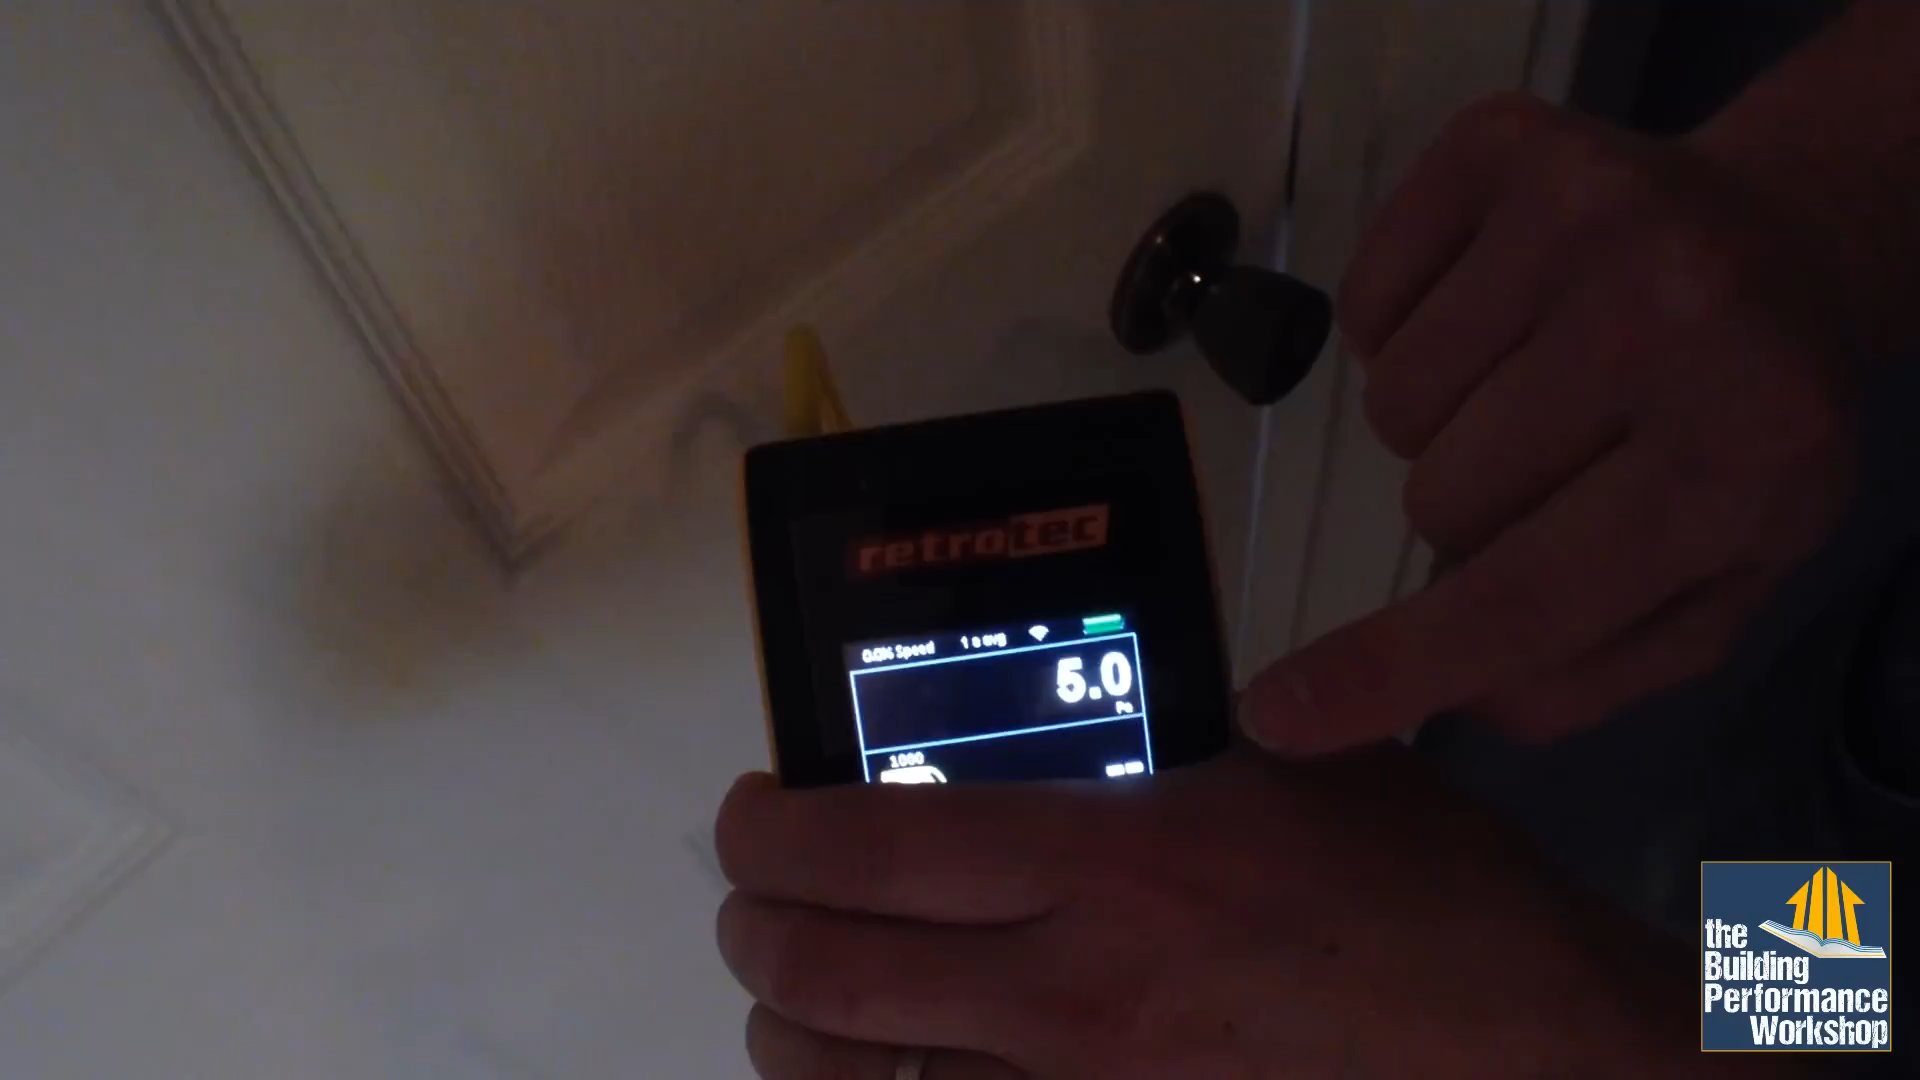 retrotec
0.0% Speed 1 s avg
5.0
Pa
1000
the
Building
Performance
Workshop